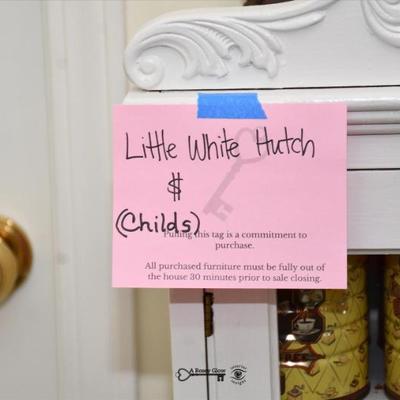 Little White Hutch
$
(Childs)
Pulling this tag is a commitment to
purchase.
All purchased furniture must be fully out of
the house 30 minutes prior to sale closing.
A Rosey Glow